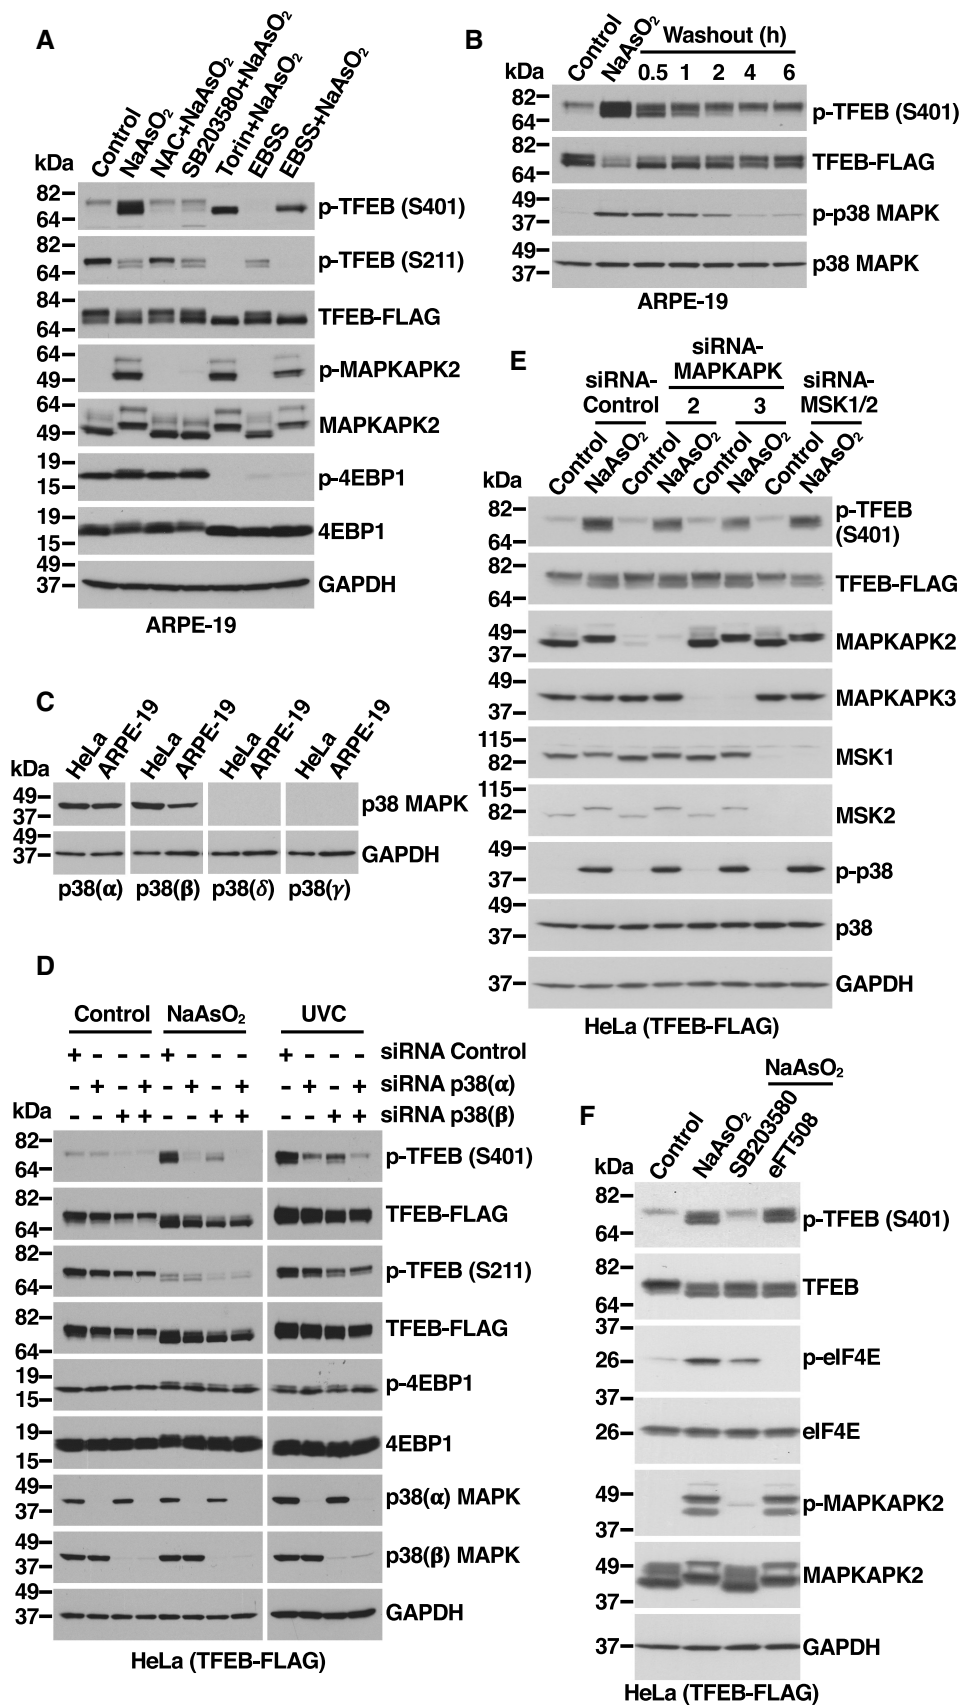 A
Control
NaAsO2
NAC+NaAsO2
SB203580+NaAsO2
Torin+NaAsO2
EBSS
EBSS+NaAsO2
kDa
82
64
p-TFEB (S401)
82
64
p-TFEB (S211)
84
64
TFEB-FLAG
64
49
p-MAPKAPK2
64
49
MAPKAPK2
19
15
p-4EBP1
19
15
4EBP1
49
37
GAPDH
ARPE-19
B
Control
NaAsO2
Washout (h)
0.5 1 2 4 6
kDa
82
64
p-TFEB (S401)
82
64
TFEB-FLAG
49
37
p-p38 MAPK
49
37
p38 MAPK
ARPE-19
C
HeLa
ARPE-19
HeLa
ARPE-19
HeLa
ARPE-19
HeLa
ARPE-19
kDa
49
37
p38 MAPK
49
37
GAPDH
p38(α) p38(β) p38(δ) p38(γ)
D
Control NaAsO2 UVC
+ - - - + - - - + - - - siRNA Control
- + - + - + - + - + - + siRNA p38(α)
- - + + - - + + - - + + siRNA p38(β)
kDa
82
64
p-TFEB (S401)
82
64
TFEB-FLAG
82
64
p-TFEB (S211)
82
64
TFEB-FLAG
19
15
p-4EBP1
19
15
4EBP1
49
37
p38(α) MAPK
49
37
p38(β) MAPK
49
37
GAPDH
HeLa (TFEB-FLAG)
E
siRNA-
Control
siRNA-
MAPKAPK
2 3
siRNA-
MSK1/2
Control
NaAsO2
Control
NaAsO2
Control
NaAsO2
Control
NaAsO2
kDa
82
64
p-TFEB
(S401)
82
64
TFEB-FLAG
49
37
MAPKAPK2
49
37
MAPKAPK3
115
82
MSK1
115
82
MSK2
49
37
p-p38
49
37
p38
37
GAPDH
HeLa (TFEB-FLAG)
F
NaAsO2
Control
NaAsO2
SB203580
eFT508
kDa
82
64
p-TFEB (S401)
82
64
TFEB
37
26
p-eIF4E
37
26
eIF4E
49
37
p-MAPKAPK2
49
37
MAPKAPK2
37
GAPDH
HeLa (TFEB-FLAG)